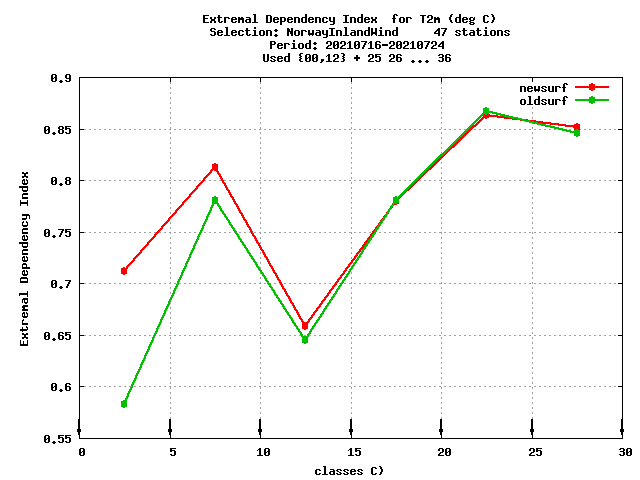 Extremal Dependency Index  for T2m (deg C)
Selection: NorwayInlandWind     47 stations
Period: 20210716-20210724
Used {00,12} + 25 26 ... 36
newsurf
oldsurf
0.9
0.85
0.8
0.75
0.7
0.65
0.6
0.55
Extremal Dependency Index
0 5 10 15 20 25 30
classes C)